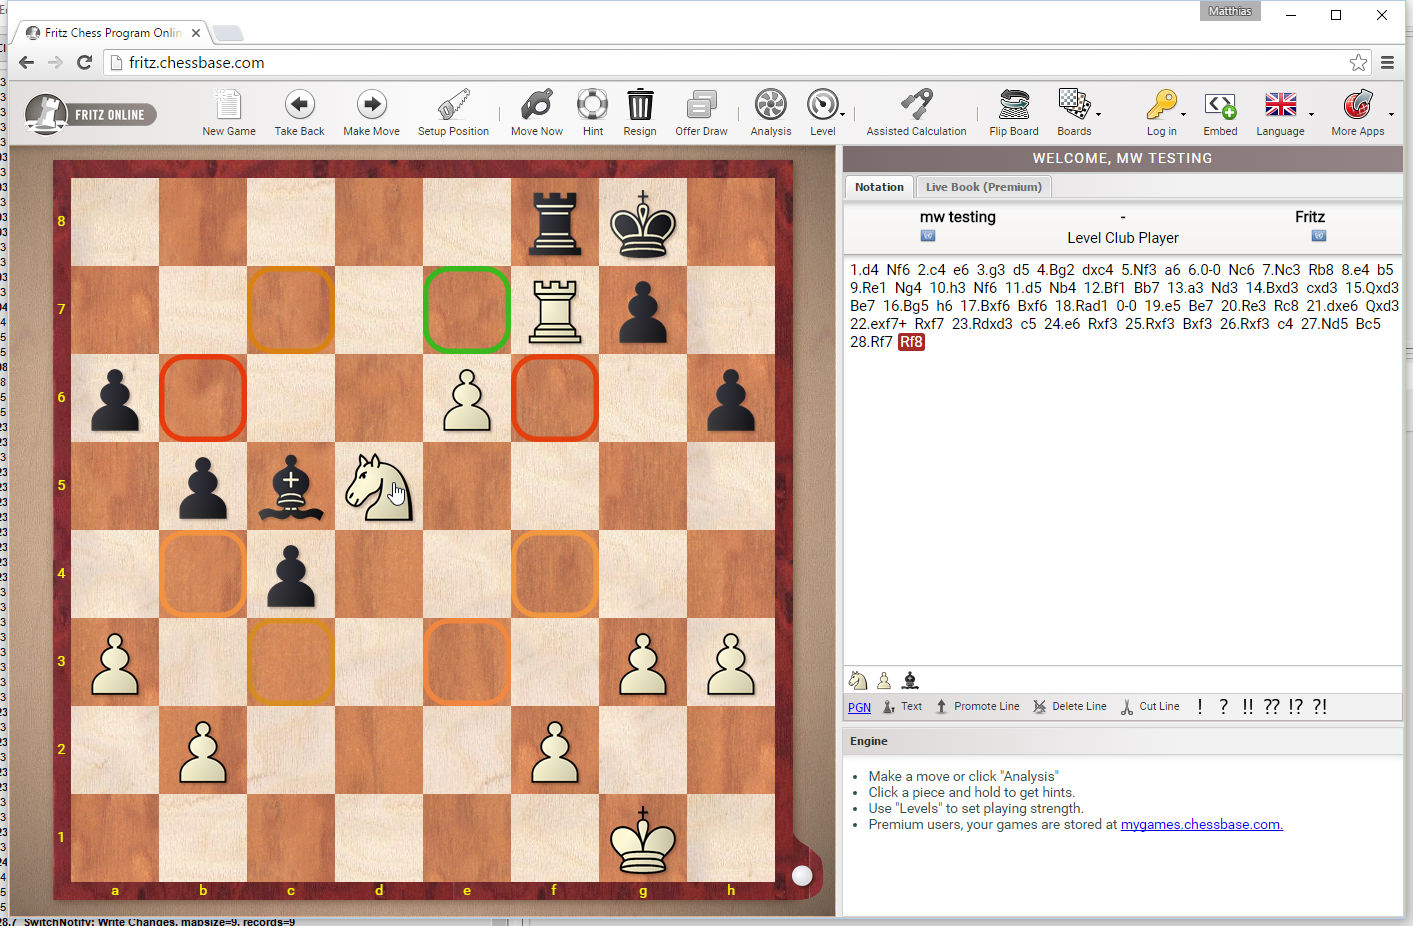 Matthias
Fritz Chess Program Onlin
fritz.chessbase.com
FRITZ ONLINE
New Game Take Back Make Move Setup Position Move Now Hint Resign Offer Draw Analysis Level Assisted Calculation Flip Board Boards Log in Embed Language More Apps
WELCOME, MW TESTING
Notation Live Book (Premium)
mw testing - Fritz
Level Club Player
1.d4 Nf6 2.c4 e6 3.g3 d5 4.Bg2 dxc4 5.Nf3 a6 6.0-0 Nc6 7.Nc3 Rb8 8.e4 b5
9.Re1 Ng4 10.h3 Nf6 11.d5 Nb4 12.Bf1 Bb7 13.a3 Nd3 14.Bxd3 cxd3 15.Qxd3
Be7 16.Bg5 h6 17.Bxf6 Bxf6 18.Rad1 0-0 19.e5 Be7 20.Re3 Rc8 21.dxe6 Qxd3
22.exf7+ Rxf7 23.Rdxd3 c5 24.e6 Rxf3 25.Rxf3 Bxf3 26.Rxf3 c4 27.Nd5 Bc5
28.Rf7 Rf8
8
7
6
5
4
3
2
1
a b c d e f g h
PGN Text Promote Line Delete Line Cut Line ! ? !! ?? !? ?!
Engine
Make a move or click "Analysis"
Click a piece and hold to get hints.
Use "Levels" to set playing strength.
Premium users, your games are stored at mygames.chessbase.com.
28.7 SwitchNotify: Write Changes, mapsize=9, records=9